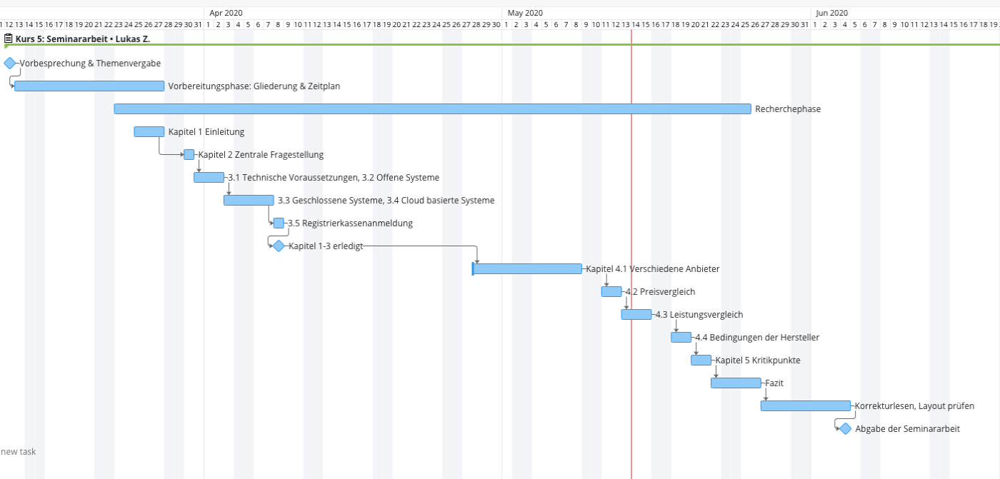 Apr 2020 May 2020 Jun 2020
1 12 13 14 15 16 17 18 19 20 21 22 23 24 25 26 27 28 29 30 31 1 2 3 4 5 6 7 8 9 10 11 12 13 14 15 16 17 18 19 20 21 22 23 24 25 26 27 28 29 30 1 2 3 4 5 6 7 8 9 10 11 12 13 14 15 16 17 18 19 20 21 22 23 24 25 26 27 28 29 30 31 1 2 3 4 5 6 7 8 9 10 11 12 13 14 15 16 17 18 19
Kurs 5: Seminararbeit • Lukas Z.
Vorbesprechung & Themenvergabe
Vorbereitungsphase: Gliederung & Zeitplan
Recherchephase
Kapitel 1 Einleitung
Kapitel 2 Zentrale Fragestellung
3.1 Technische Voraussetzungen, 3.2 Offene Systeme
3.3 Geschlossene Systeme, 3.4 Cloud basierte Systeme
3.5 Registrierkassenanmeldung
Kapitel 1-3 erledigt
Kapitel 4.1 Verschiedene Anbieter
4.2 Preisvergleich
4.3 Leistungsvergleich
4.4 Bedingungen der Hersteller
Kapitel 5 Kritikpunkte
Fazit
Korrekturlesen, Layout prüfen
Abgabe der Seminararbeit
new task